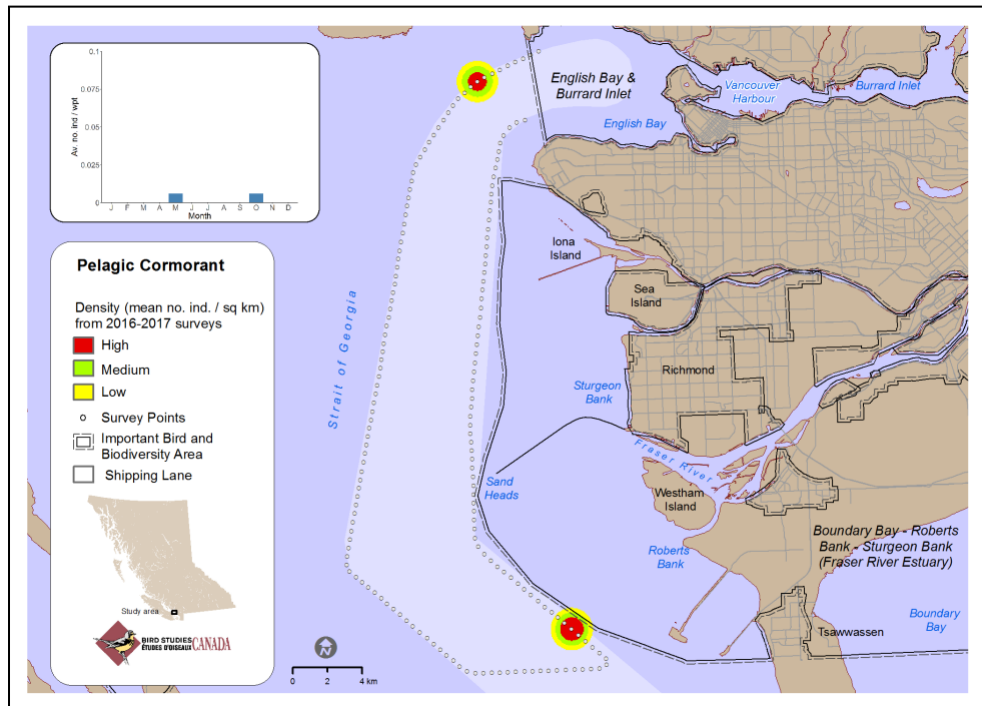 0.1
0.075
0.05
0.025
0
Av. no. ind / wpt
J F M A M J J A S O N D
Month
Pelagic Cormorant
Density (mean no. ind. / sq km)
from 2016-2017 surveys
High
Medium
Low
Survey Points
Important Bird and
Biodiversity Area
Shipping Lane
Study area
BIRD STUDIES
ÉTUDES D'OISEAUX
CANADA
N
0 2 4 km
Strait of Georgia
English Bay &
Burrard Inlet
English Bay
Vancouver
Harbour
Burrard Inlet
Iona
Island
Sea
Island
Richmond
Sturgeon
Bank
Fraser River
Sand
Heads
Westham
Island
Roberts
Bank
Boundary Bay - Roberts
Bank - Sturgeon Bank
(Fraser River Estuary)
Boundary
Bay
Tsawwassen